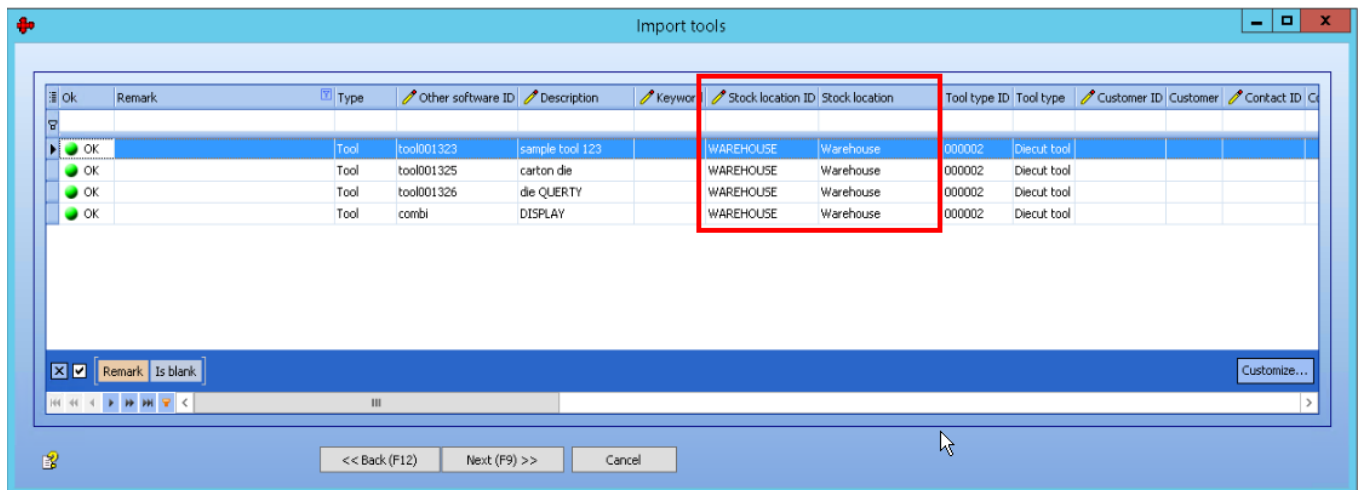 Import tools
Ok Remark Type Other software ID Description Keywor Stock location ID Stock location Tool type ID Tool type Customer ID Customer Contact ID
OK Tool tool001323 sample tool 123 WAREHOUSE Warehouse 000002 Diecut tool
OK Tool tool001325 carton die WAREHOUSE Warehouse 000002 Diecut tool
OK Tool tool001326 die QUERTY WAREHOUSE Warehouse 000002 Diecut tool
OK Tool combi DISPLAY WAREHOUSE Warehouse 000002 Diecut tool
Remark Is blank Customize...
<< Back (F12) Next (F9) >> Cancel